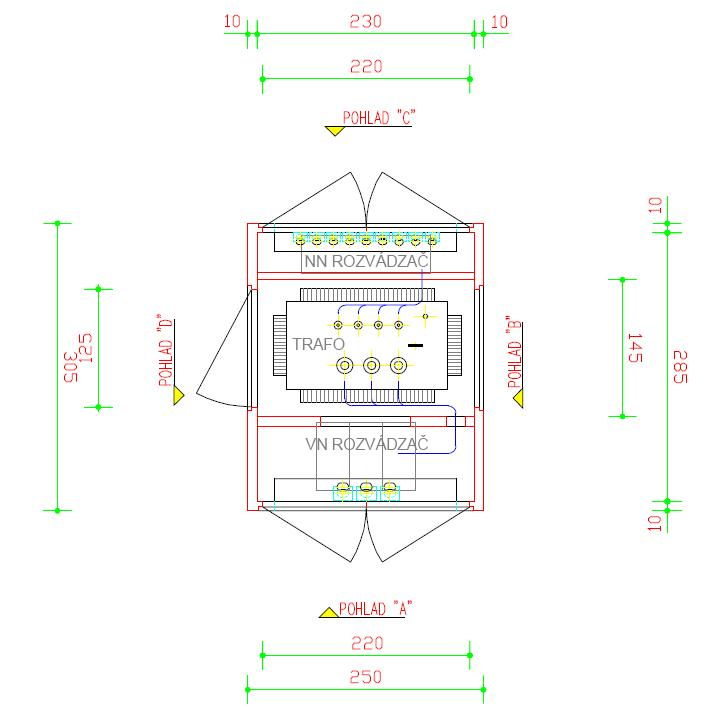 10 230 10
220
POHLAD "C"
10
NN ROZVÁDZAČ
POHLAD "D"
TRAFO
POHLAD "B"
125
305
145
285
VN ROZVÁDZAČ
10
POHLAD "A"
220
250